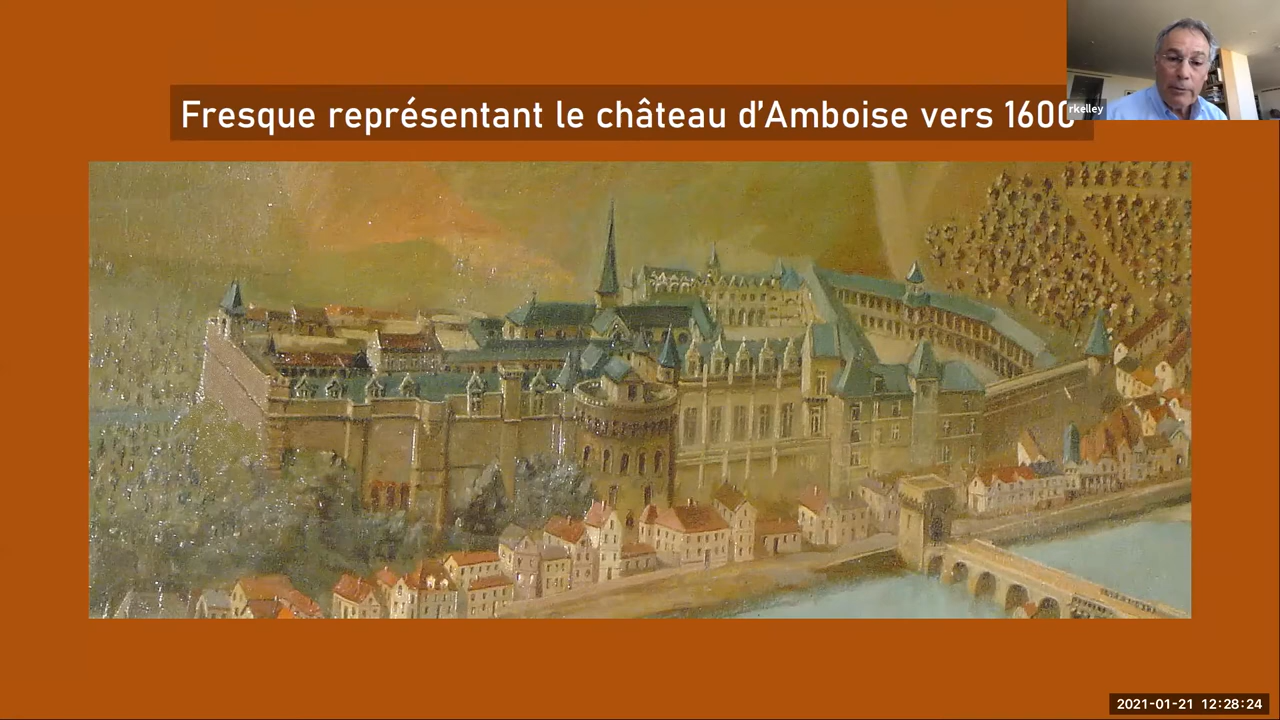 Fresque représentant le château d'Amboise vers 1600
rkelley
2021-01-21 12:28:24